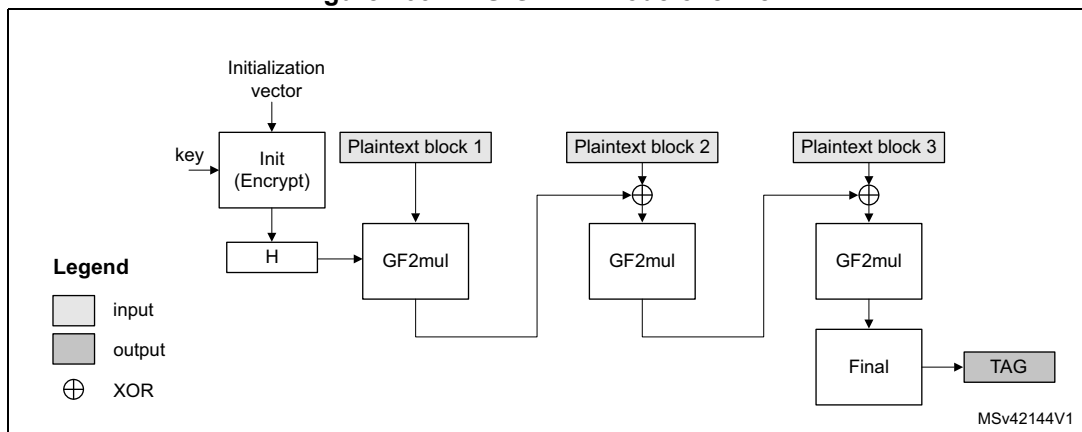 Initialization
vector
key
Init
(Encrypt)
H
Plaintext block 1
Plaintext block 2
Plaintext block 3
GF2mul
GF2mul
GF2mul
Final
TAG
Legend
input
output
XOR
MSv42144V1